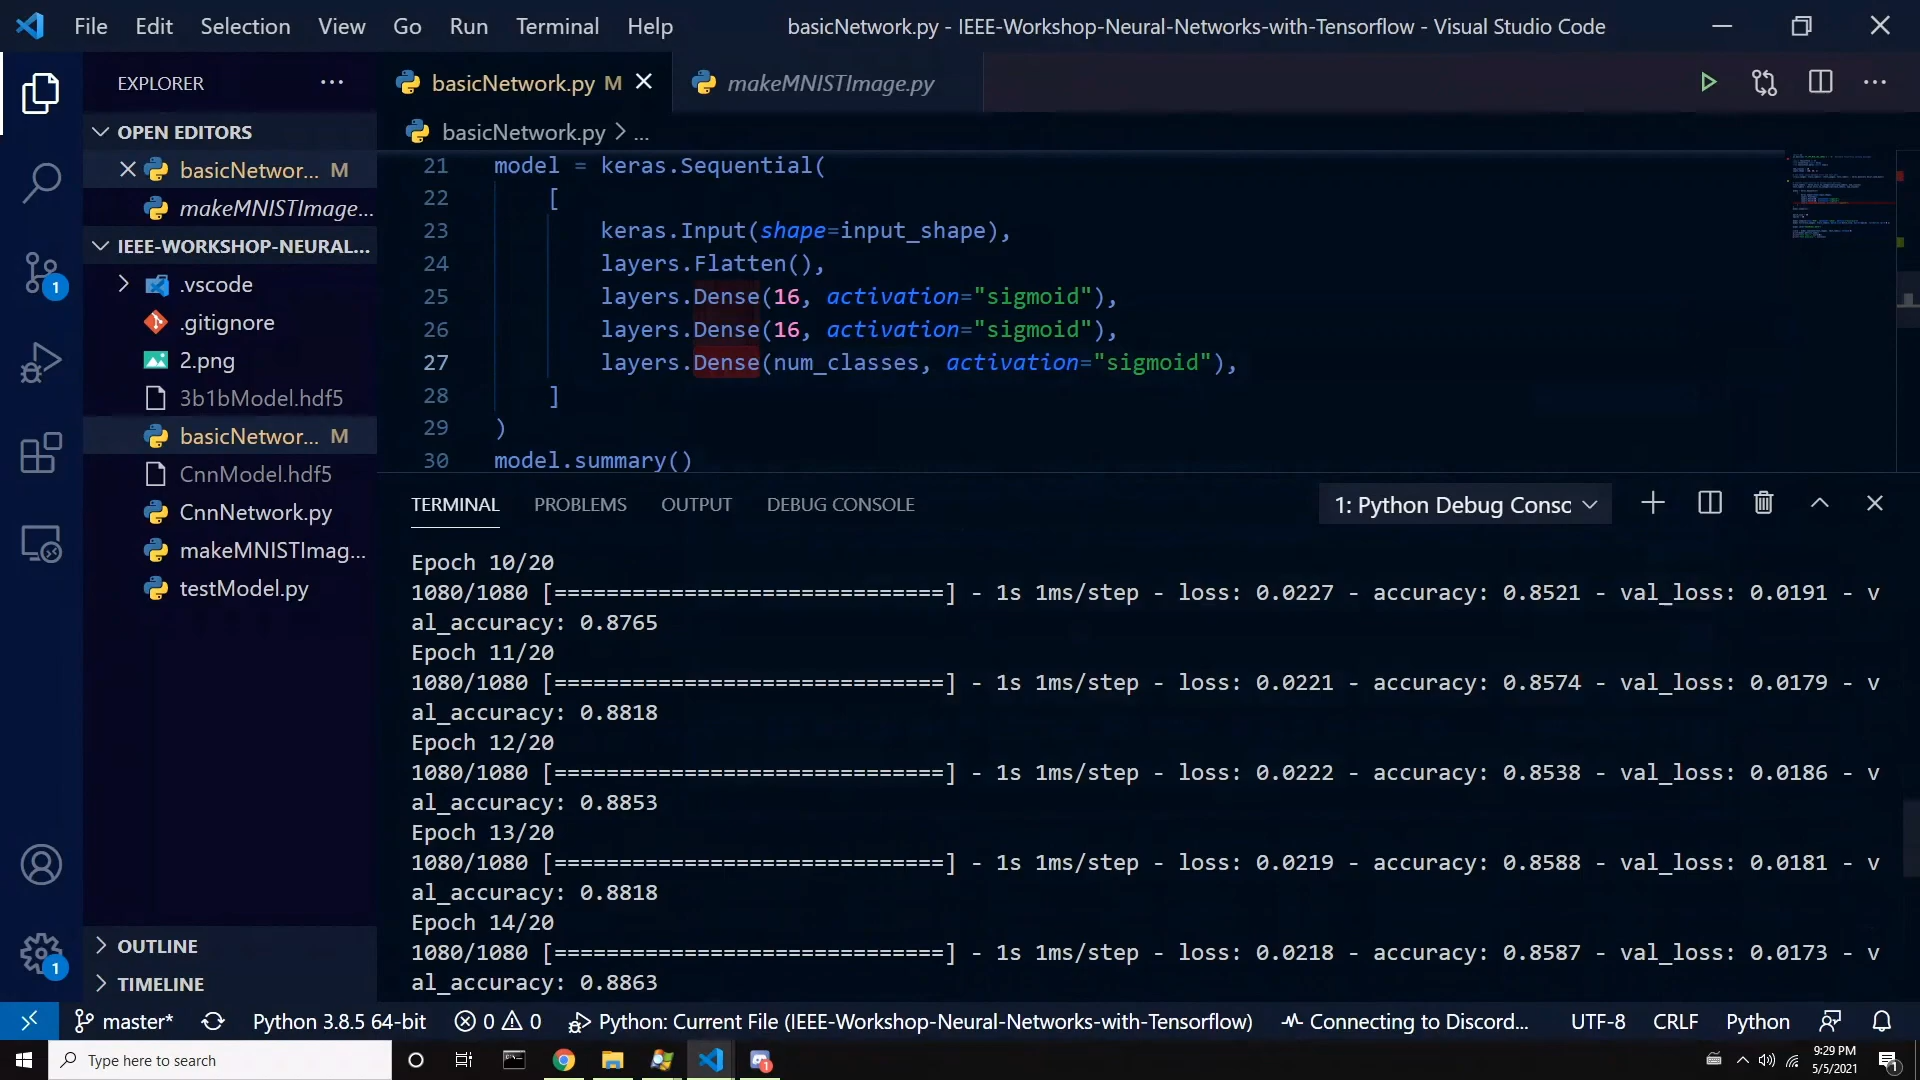 File Edit Selection View Go Run Terminal Help basicNetwork.py - IEEE-Workshop-Neural-Networks-with-Tensorflow - Visual Studio Code
EXPLORER
OPEN EDITORS
basicNetwor... M
makeMNISTImage...
IEEE-WORKSHOP-NEURAL...
.vscode
.gitignore
2.png
3b1bModel.hdf5
basicNetwor... M
CnnModel.hdf5
CnnNetwork.py
makeMNISTImag...
testModel.py
OUTLINE
TIMELINE
basicNetwork.py M
makeMNISTImage.py
basicNetwork.py > ...
21 model = keras.Sequential(
22 [
23 keras.Input(shape=input_shape),
24 layers.Flatten(),
25 layers.Dense(16, activation="sigmoid"),
26 layers.Dense(16, activation="sigmoid"),
27 layers.Dense(num_classes, activation="sigmoid"),
28 ]
29 )
30 model.summary()
TERMINAL PROBLEMS OUTPUT DEBUG CONSOLE 1: Python Debug Consc
Epoch 10/20
1080/1080 [==============================] - 1s 1ms/step - loss: 0.0227 - accuracy: 0.8521 - val_loss: 0.0191 - v
al_accuracy: 0.8765
Epoch 11/20
1080/1080 [==============================] - 1s 1ms/step - loss: 0.0221 - accuracy: 0.8574 - val_loss: 0.0179 - v
al_accuracy: 0.8818
Epoch 12/20
1080/1080 [==============================] - 1s 1ms/step - loss: 0.0222 - accuracy: 0.8538 - val_loss: 0.0186 - v
al_accuracy: 0.8853
Epoch 13/20
1080/1080 [==============================] - 1s 1ms/step - loss: 0.0219 - accuracy: 0.8588 - val_loss: 0.0181 - v
al_accuracy: 0.8818
Epoch 14/20
1080/1080 [==============================] - 1s 1ms/step - loss: 0.0218 - accuracy: 0.8587 - val_loss: 0.0173 - v
al_accuracy: 0.8863
1
1
master* Python 3.8.5 64-bit 0 0 Python: Current File (IEEE-Workshop-Neural-Networks-with-Tensorflow) Connecting to Discord... UTF-8 CRLF Python
Type here to search
9:29 PM
5/5/2021
1
1